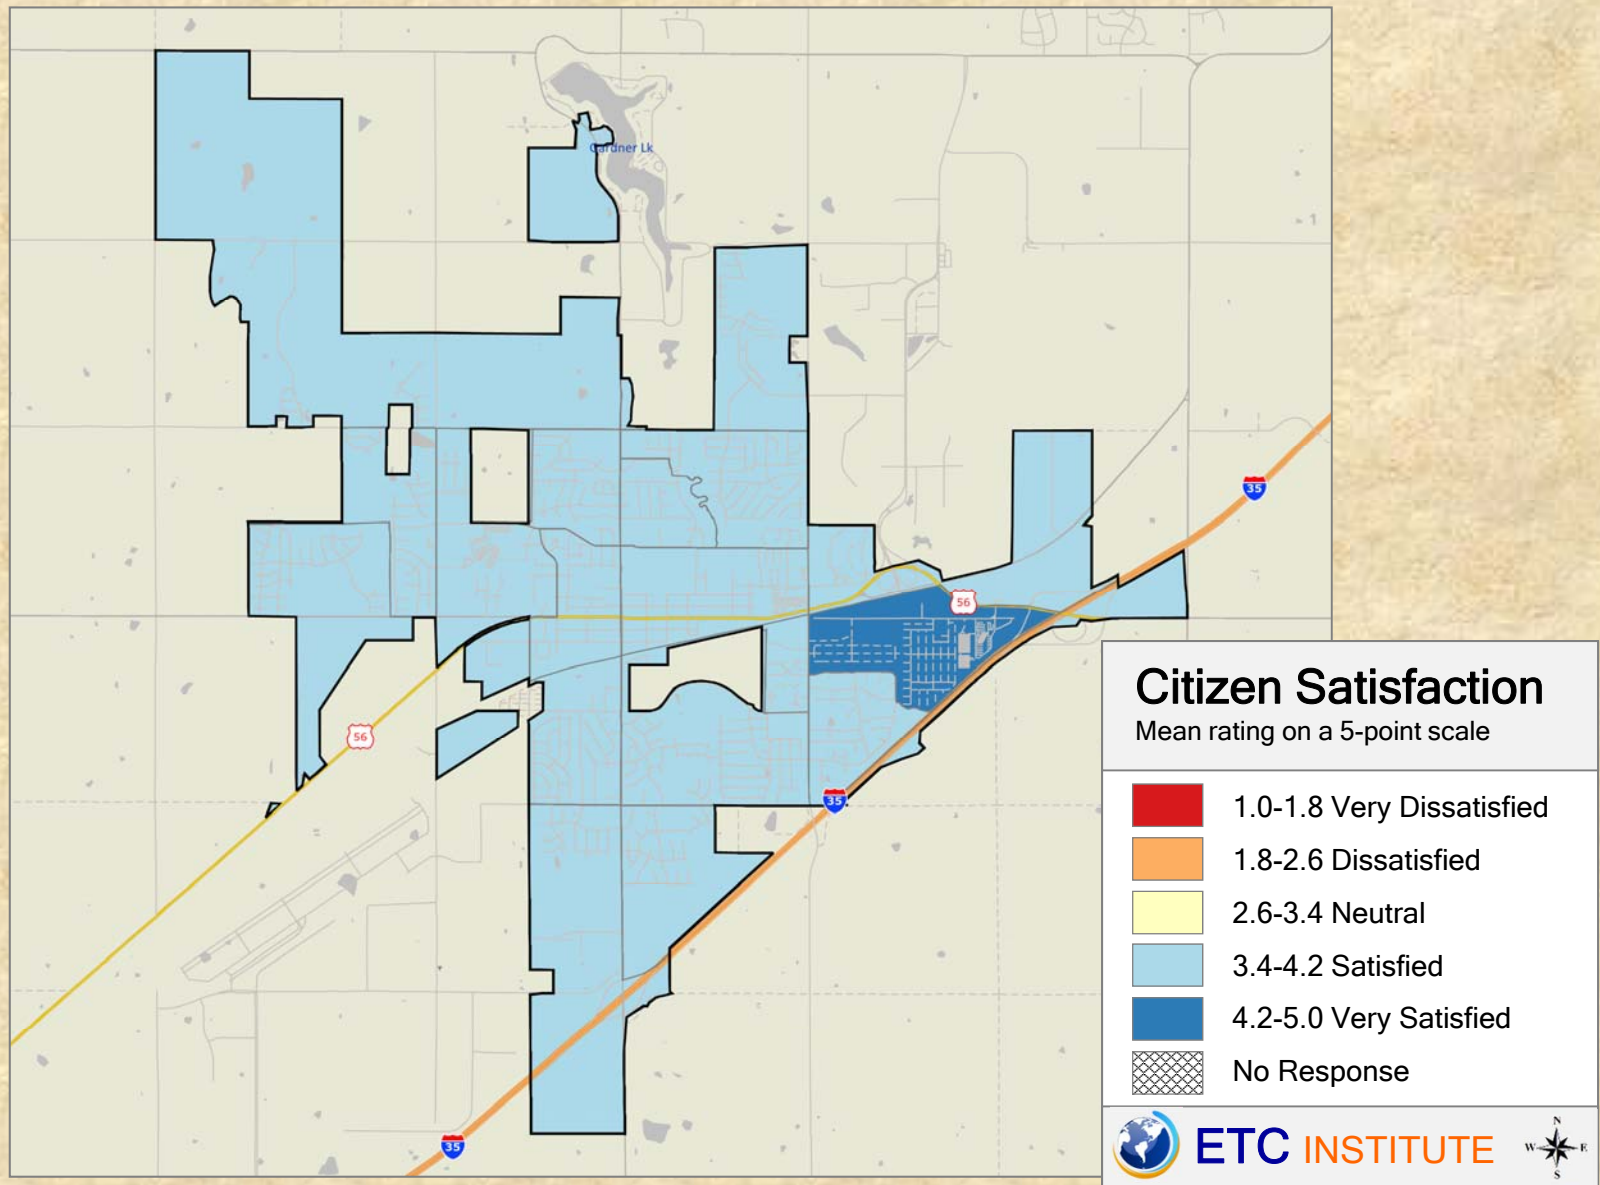 Gardner Lk
1
35
56
56
35
35
Citizen Satisfaction
Mean rating on a 5-point scale
1.0-1.8 Very Dissatisfied
1.8-2.6 Dissatisfied
2.6-3.4 Neutral
3.4-4.2 Satisfied
4.2-5.0 Very Satisfied
No Response
ETC INSTITUTE
N
W E
S